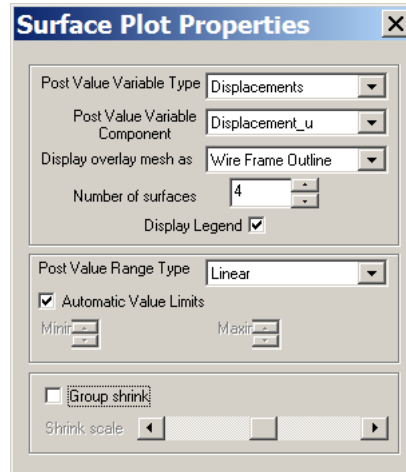 Surface Plot Properties
Post Value Variable Type Displacements
Post Value Variable
Component Displacement_u
Display overlay mesh as Wire Frame Outline
Number of surfaces 4
Display Legend
Post Value Range Type Linear
Automatic Value Limits
Minir Maxir
Group shrink
Shrink scale